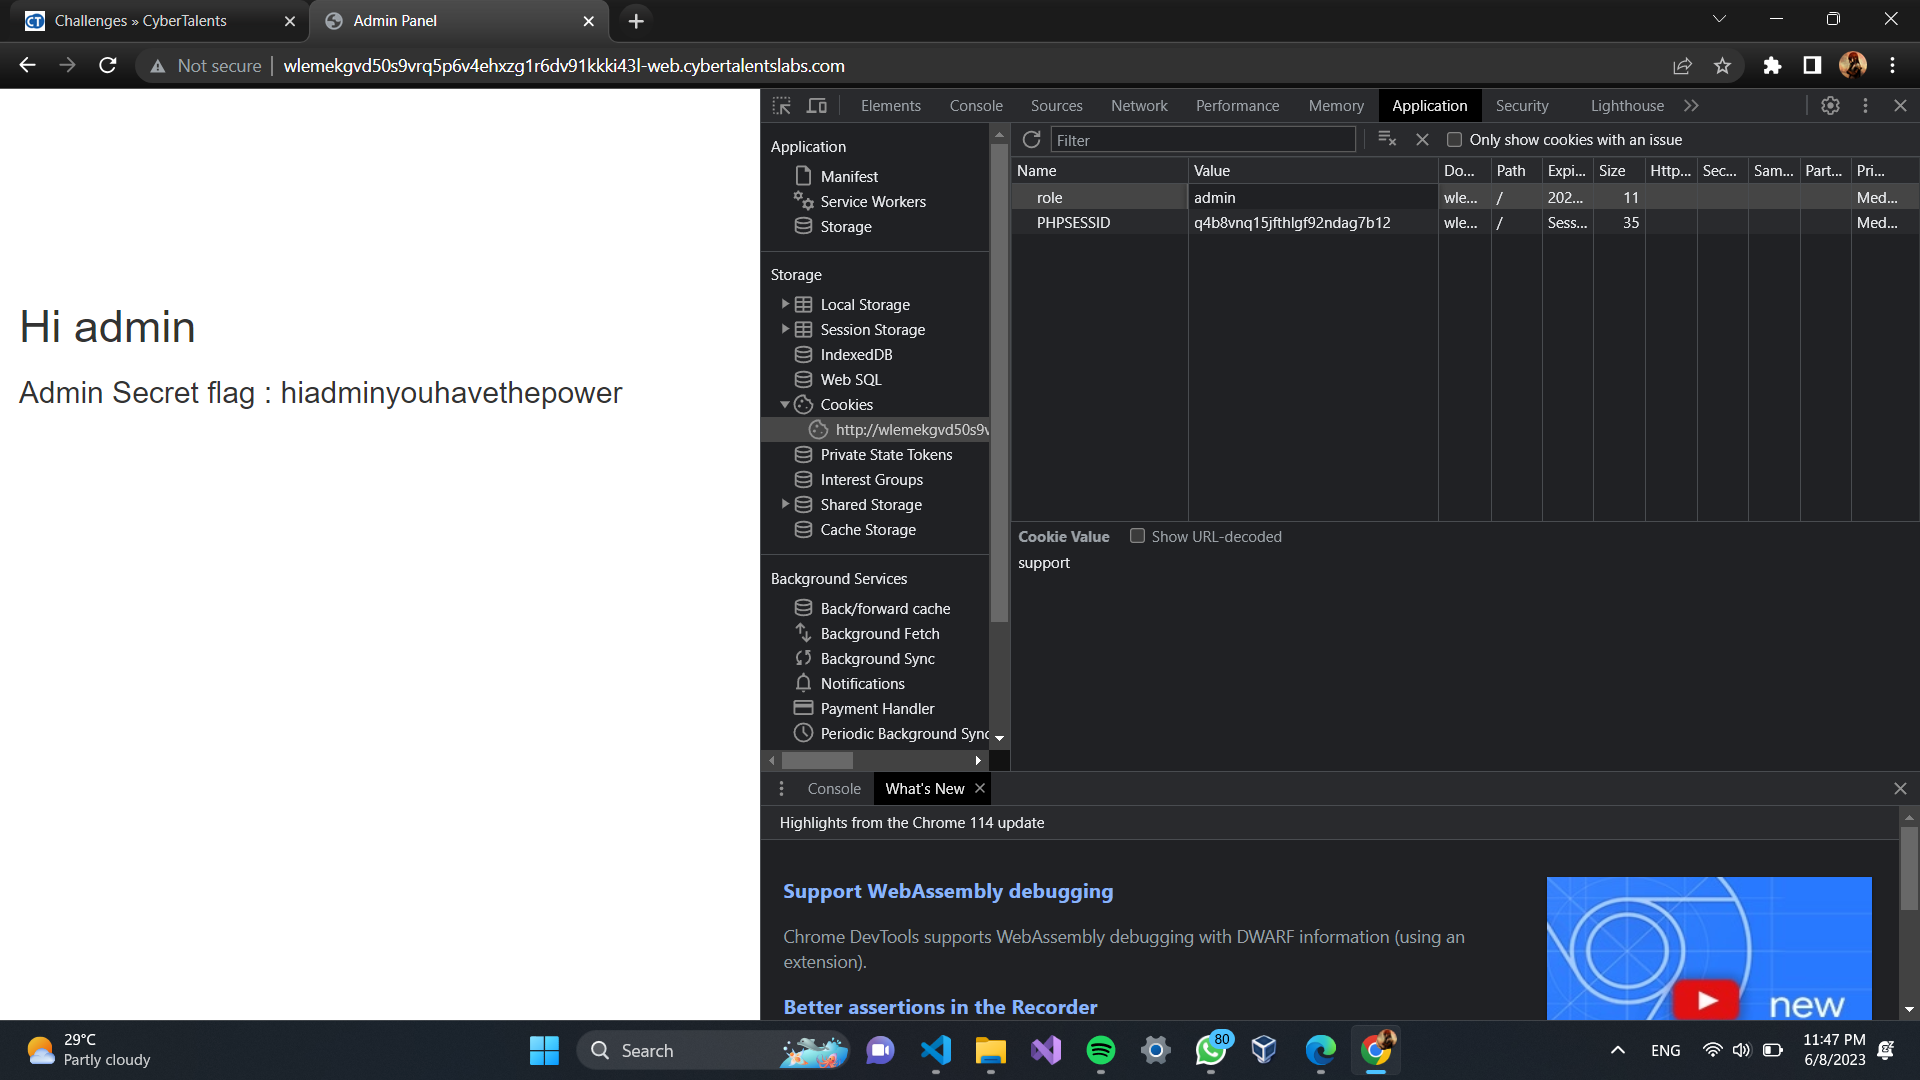 Challenges » CyberTalents
Admin Panel
Not secure
wlemekgvd50s9vrq5p6v4ehxzg1r6dv91kkki43l-web.cybertalentslabs.com
Hi admin
Admin Secret flag : hiadminyouhavethepower
Elements Console Sources Network Performance Memory Application Security Lighthouse
Application
Manifest
Service Workers
Storage
Storage
Local Storage
Session Storage
IndexedDB
Web SQL
Cookies
http://wlemekgvd50s9v
Private State Tokens
Interest Groups
Shared Storage
Cache Storage
Background Services
Back/forward cache
Background Fetch
Background Sync
Notifications
Payment Handler
Periodic Background Sync
Filter
Only show cookies with an issue
Name Value Do... Path Expi... Size Http... Sec... Sam... Part... Pri...
role admin wle... / 202... 11 Med...
PHPSESSID q4b8vnq15jfthlgf92ndag7b12 wle... / Sess... 35 Med...
Cookie Value Show URL-decoded
support
Console What's New
Highlights from the Chrome 114 update
Support WebAssembly debugging
Chrome DevTools supports WebAssembly debugging with DWARF information (using an
extension).
Better assertions in the Recorder
new
29°C
Partly cloudy
Search
80
ENG
11:47 PM
6/8/2023